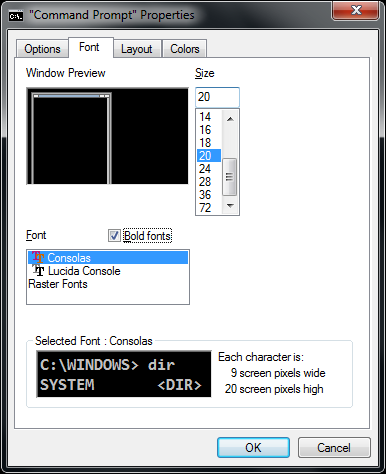 C:\. "Command Prompt" Properties
Options Font Layout Colors
Window Preview
Size
20
14
16
18
20
24
28
36
72
Font
Bold fonts
Consolas
Lucida Console
Raster Fonts
Selected Font : Consolas
C:\WINDOWS> dir
SYSTEM <DIR>
Each character is:
9 screen pixels wide
20 screen pixels high
OK Cancel